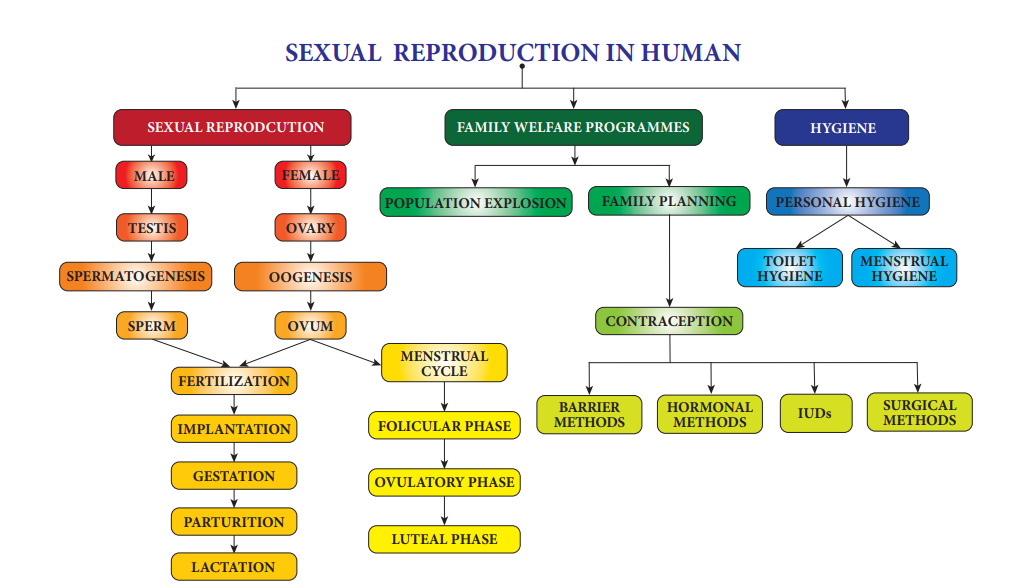 SEXUAL REPRODUCTION IN HUMAN
SEXUAL REPRODCUTION
FAMILY WELFARE PROGRAMMES
HYGIENE
MALE
FEMALE
POPULATION EXPLOSION
FAMILY PLANNING
PERSONAL HYGIENE
TESTIS
OVARY
TOILET
HYGIENE
MENSTRUAL
HYGIENE
SPERMATOGENESIS
OOGENESIS
SPERM
OVUM
CONTRACEPTION
MENSTRUAL
CYCLE
FERTILIZATION
BARRIER
METHODS
HORMONAL
METHODS
IUDs
SURGICAL
METHODS
IMPLANTATION
FOLICULAR PHASE
GESTATION
OVULATORY PHASE
PARTURITION
LUTEAL PHASE
LACTATION